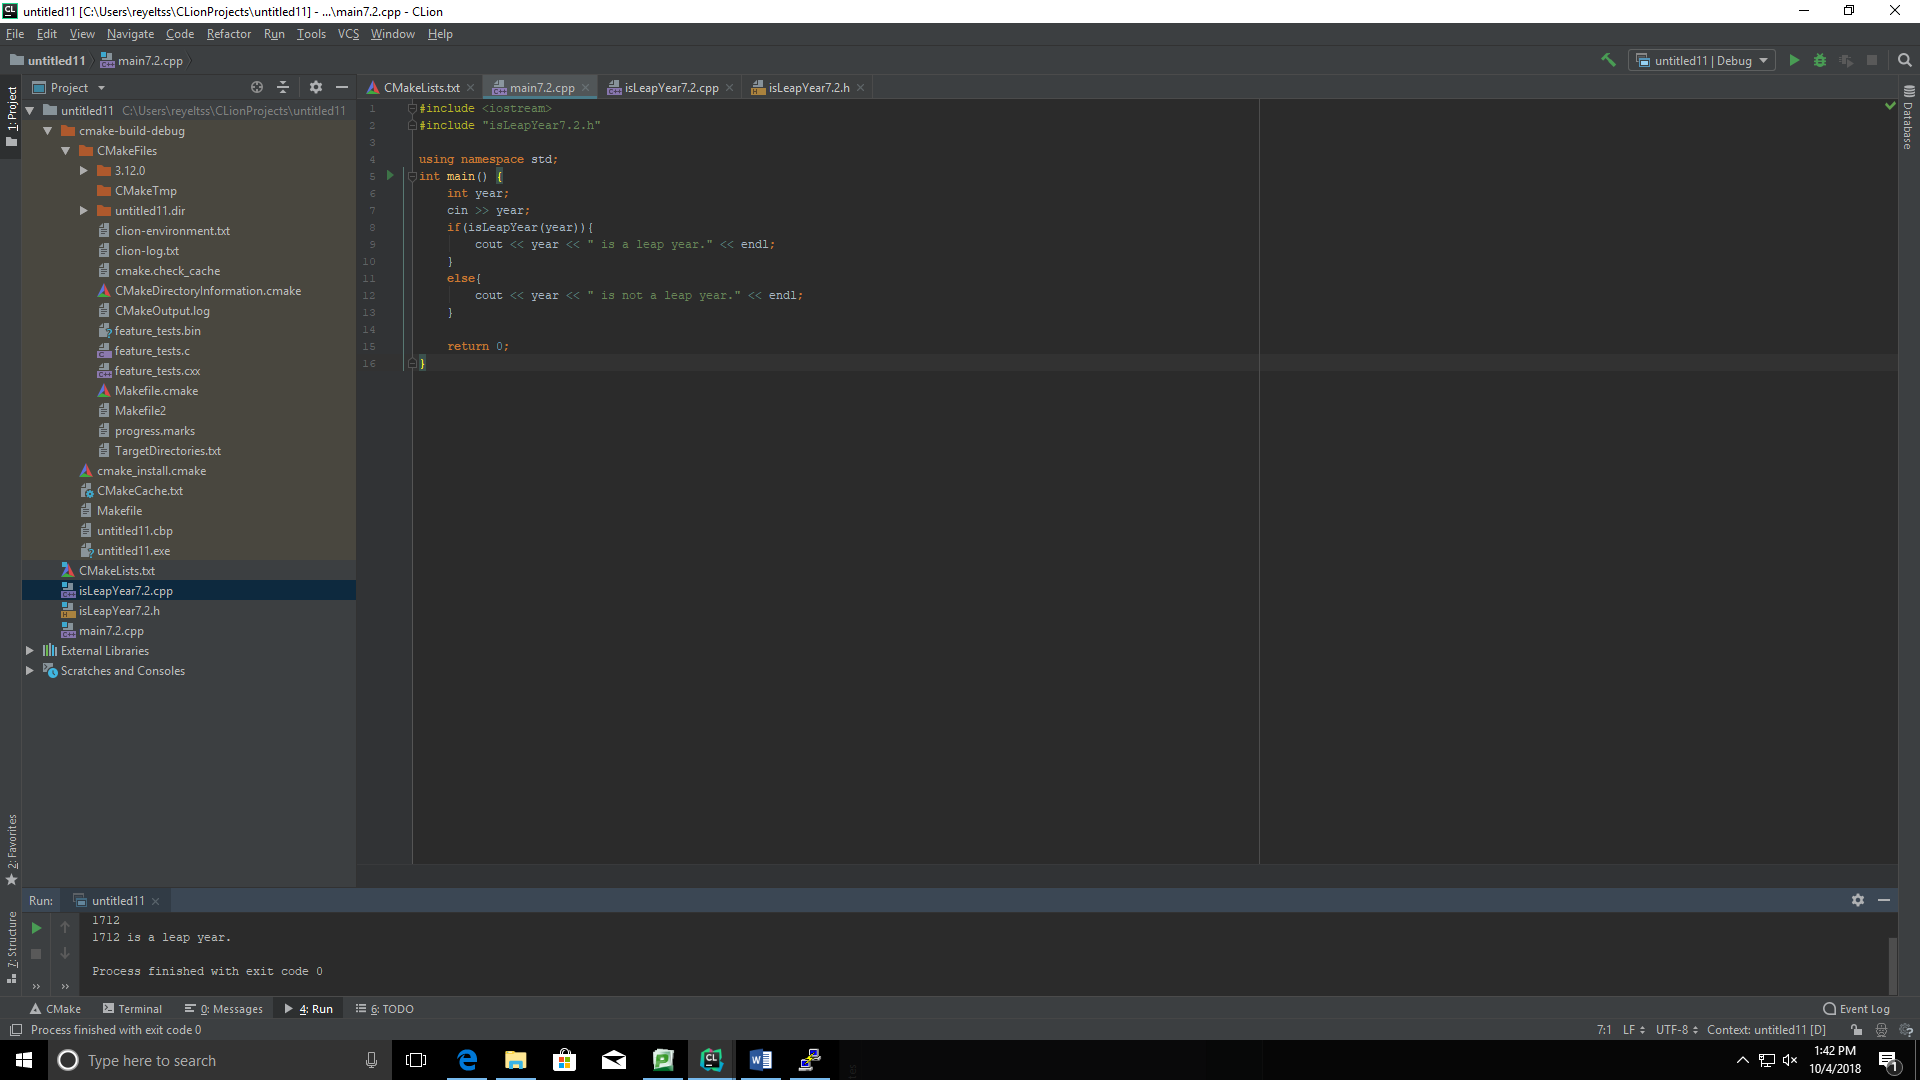 untitled11 [C:\Users\reyeltss\CLionProjects\untitled11] - ...\main7.2.cpp - CLion
File Edit View Navigate Code Refactor Run Tools VCS Window Help
untitled11 main7.2.cpp
untitled11 | Debug
Project
CMakeLists.txt main7.2.cpp isLeapYear7.2.cpp isLeapYear7.2.h
1: Project
Database
untitled11 C:\Users\reyeltss\CLionProjects\untitled11
cmake-build-debug
CMakeFiles
3.12.0
CMakeTmp
untitled11.dir
clion-environment.txt
clion-log.txt
cmake.check_cache
CMakeDirectoryInformation.cmake
CMakeOutput.log
feature_tests.bin
feature_tests.c
feature_tests.cxx
Makefile.cmake
Makefile2
progress.marks
TargetDirectories.txt
cmake_install.cmake
CMakeCache.txt
Makefile
untitled11.cbp
untitled11.exe
CMakeLists.txt
isLeapYear7.2.cpp
isLeapYear7.2.h
main7.2.cpp
External Libraries
Scratches and Consoles
1 #include <iostream>
2 #include "isLeapYear7.2.h"
3
4 using namespace std;
5 int main() {
6 int year;
7 cin >> year;
8 if(isLeapYear(year)){
9 cout << year << " is a leap year." << endl;
10 }
11 else{
12 cout << year << " is not a leap year." << endl;
13 }
14
15 return 0;
16 }
2: Favorites
7: Structure
Run: untitled11
1712
1712 is a leap year.
Process finished with exit code 0
CMake Terminal 0: Messages 4: Run 6: TODO Event Log
Process finished with exit code 0 7:1 LF UTF-8 Context: untitled11 [D]
Type here to search
1:42 PM
10/4/2018
1